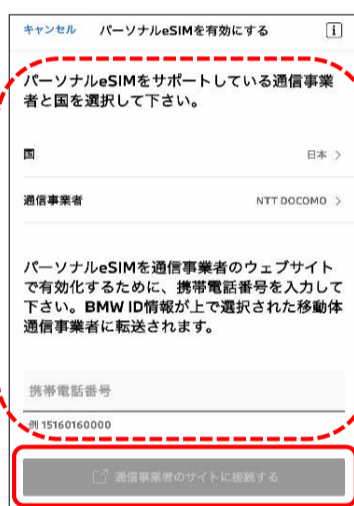 キャンセル パーソナルeSIMを有効にする i
パーソナルeSIMをサポートしている通信事業
者と国を選択して下さい。
国 日本 >
通信事業者 NTT DOCOMO >
パーソナルeSIMを通信事業者のウェブサイト
で有効化するために、携帯電話番号を入力して
下さい。BMW ID情報が上で選択された移動体
通信事業者に転送されます。
携帯電話番号
例 15160160000
通信事業者のサイトに接続する